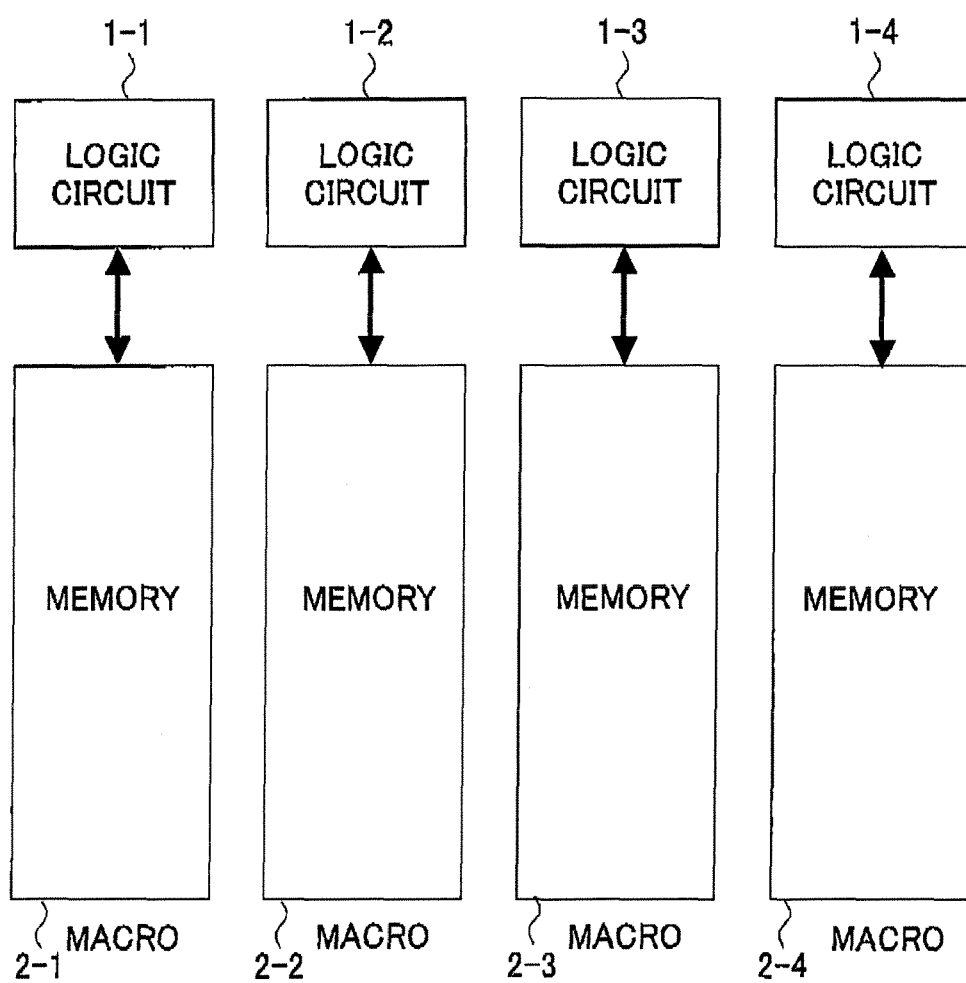 1-1 1-2 1-3 1-4
LOGIC CIRCUIT LOGIC CIRCUIT LOGIC CIRCUIT LOGIC CIRCUIT
MEMORY MEMORY MEMORY MEMORY
2-1 MACRO 2-2 MACRO 2-3 MACRO 2-4 MACRO